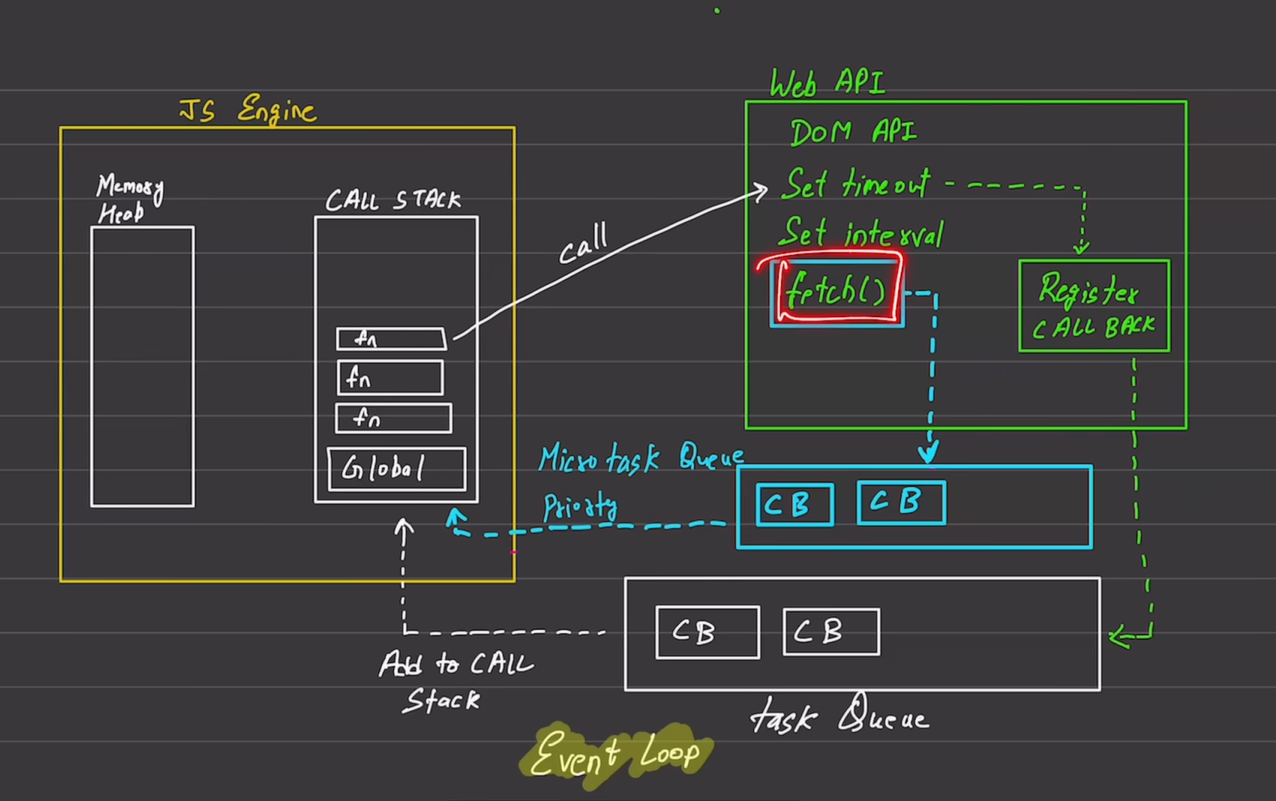 Web API
JS Engine
DOM API
Memory
Heab
CALL STACK
Set timeout
call
Set interval
fetch()
Register
CALL BACK
fn
fn
fn
Global
Micro task Queue
Priority
CB
CB
CB
CB
Add to CALL
Stack
task Queue
Event Loop